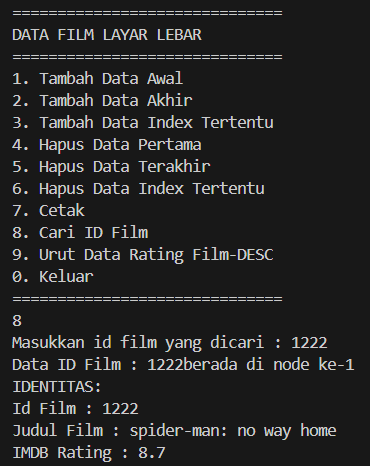 ==============================
DATA FILM LAYAR LEBAR
==============================
1. Tambah Data Awal
2. Tambah Data Akhir
3. Tambah Data Index Tertentu
4. Hapus Data Pertama
5. Hapus Data Terakhir
6. Hapus Data Index Tertentu
7. Cetak
8. Cari ID Film
9. Urut Data Rating Film-DESC
0. Keluar
==============================
8
Masukkan id film yang dicari : 1222
Data ID Film : 1222berada di node ke-1
IDENTITAS:
Id Film : 1222
Judul Film : spider-man: no way home
IMDB Rating : 8.7